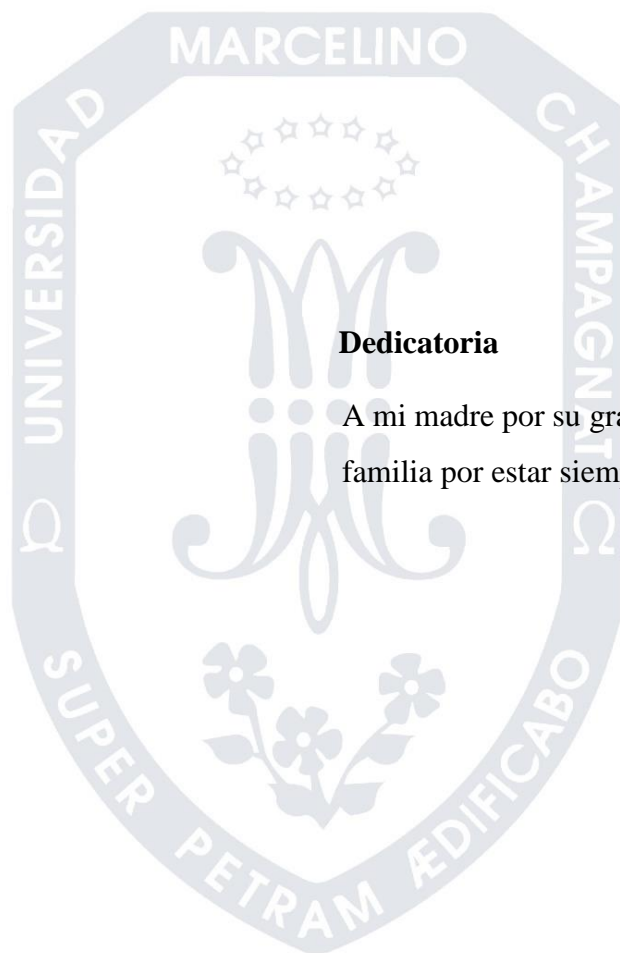 MARCELINO
UNIVERSIDAD
CHAMPAGNAT
Dedicatoria
A mi madre por su
familia por estar
SUPER PETRAM ÆDIFICABO